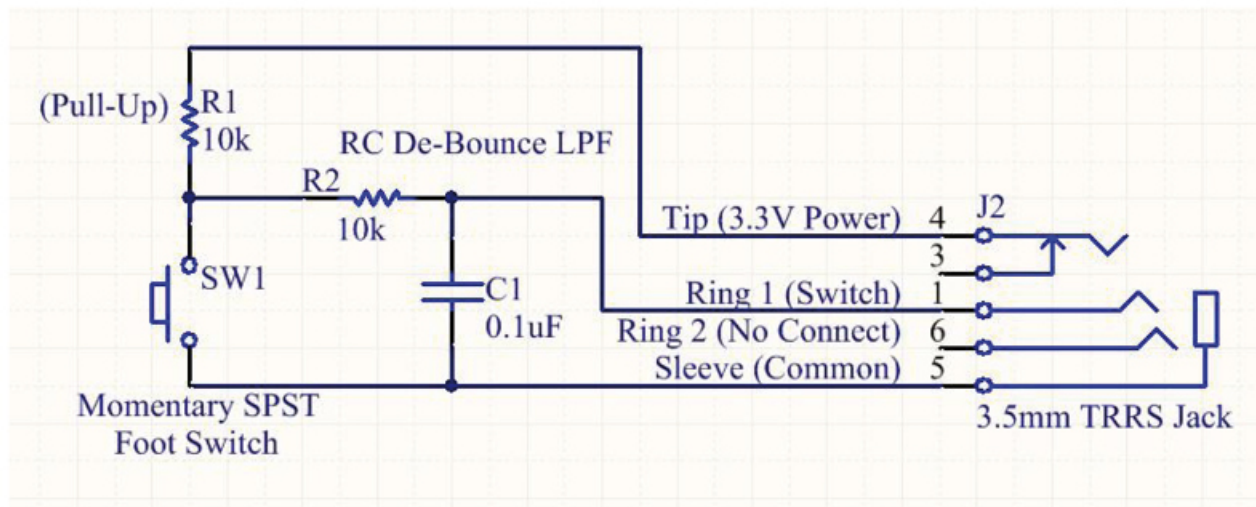 (Pull-Up)
R1
10k
RC De-Bounce LPF
R2
10k
SW1
C1
0.1uF
Momentary SPST
Foot Switch
Tip (3.3V Power) 4
J2
3
Ring 1 (Switch) 1
Ring 2 (No Connect) 6
Sleeve (Common) 5
3.5mm TRRS Jack